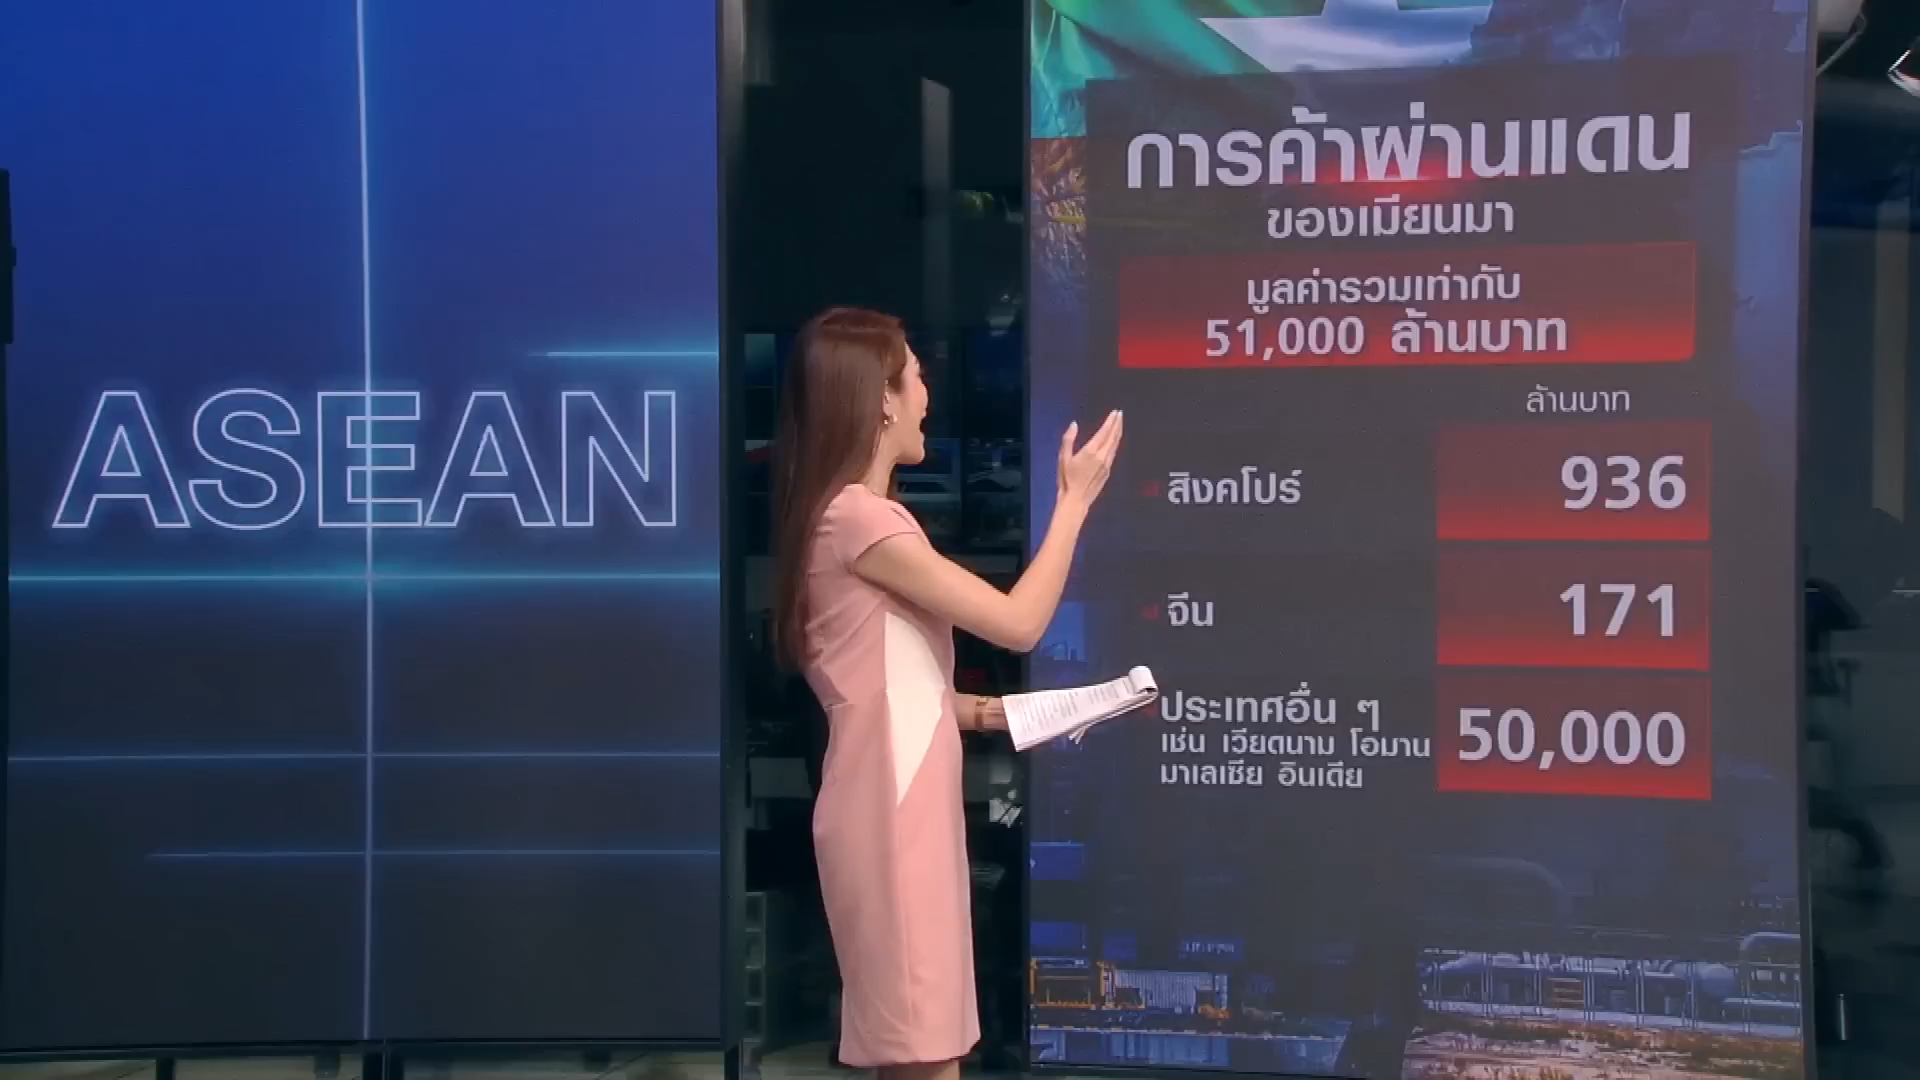 ASEAN
การค้าผ่านแดน
ของเมียนมา
มูลค่ารวมเท่ากับ
51,000 ล้านบาท
ล้านบาท
สิงคโปร์ 936
จีน 171
ประเทศอื่น ๆ 50,000
เช่น เวียดนาม โอมาน
มาเลเซีย อินเดีย